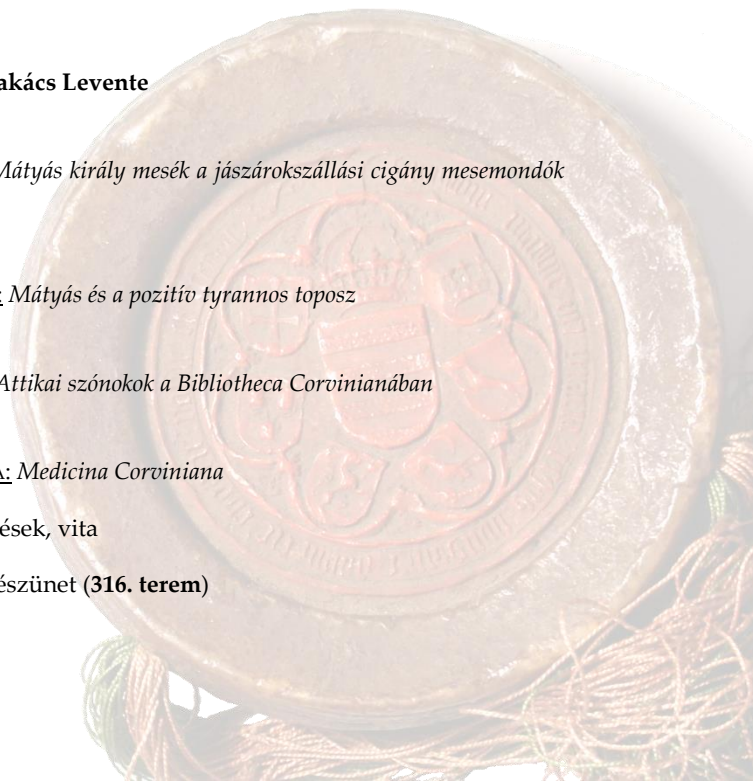 akács Levente
Mátyás király mesék a jászárokszállási cigány mesemondók
: Mátyás és a pozitív tyrannos toposz
Attikai szónokok a Bibliotheca Corvinianában
A: Medicina Corviniana
ések, vita
észünet (316. terem)